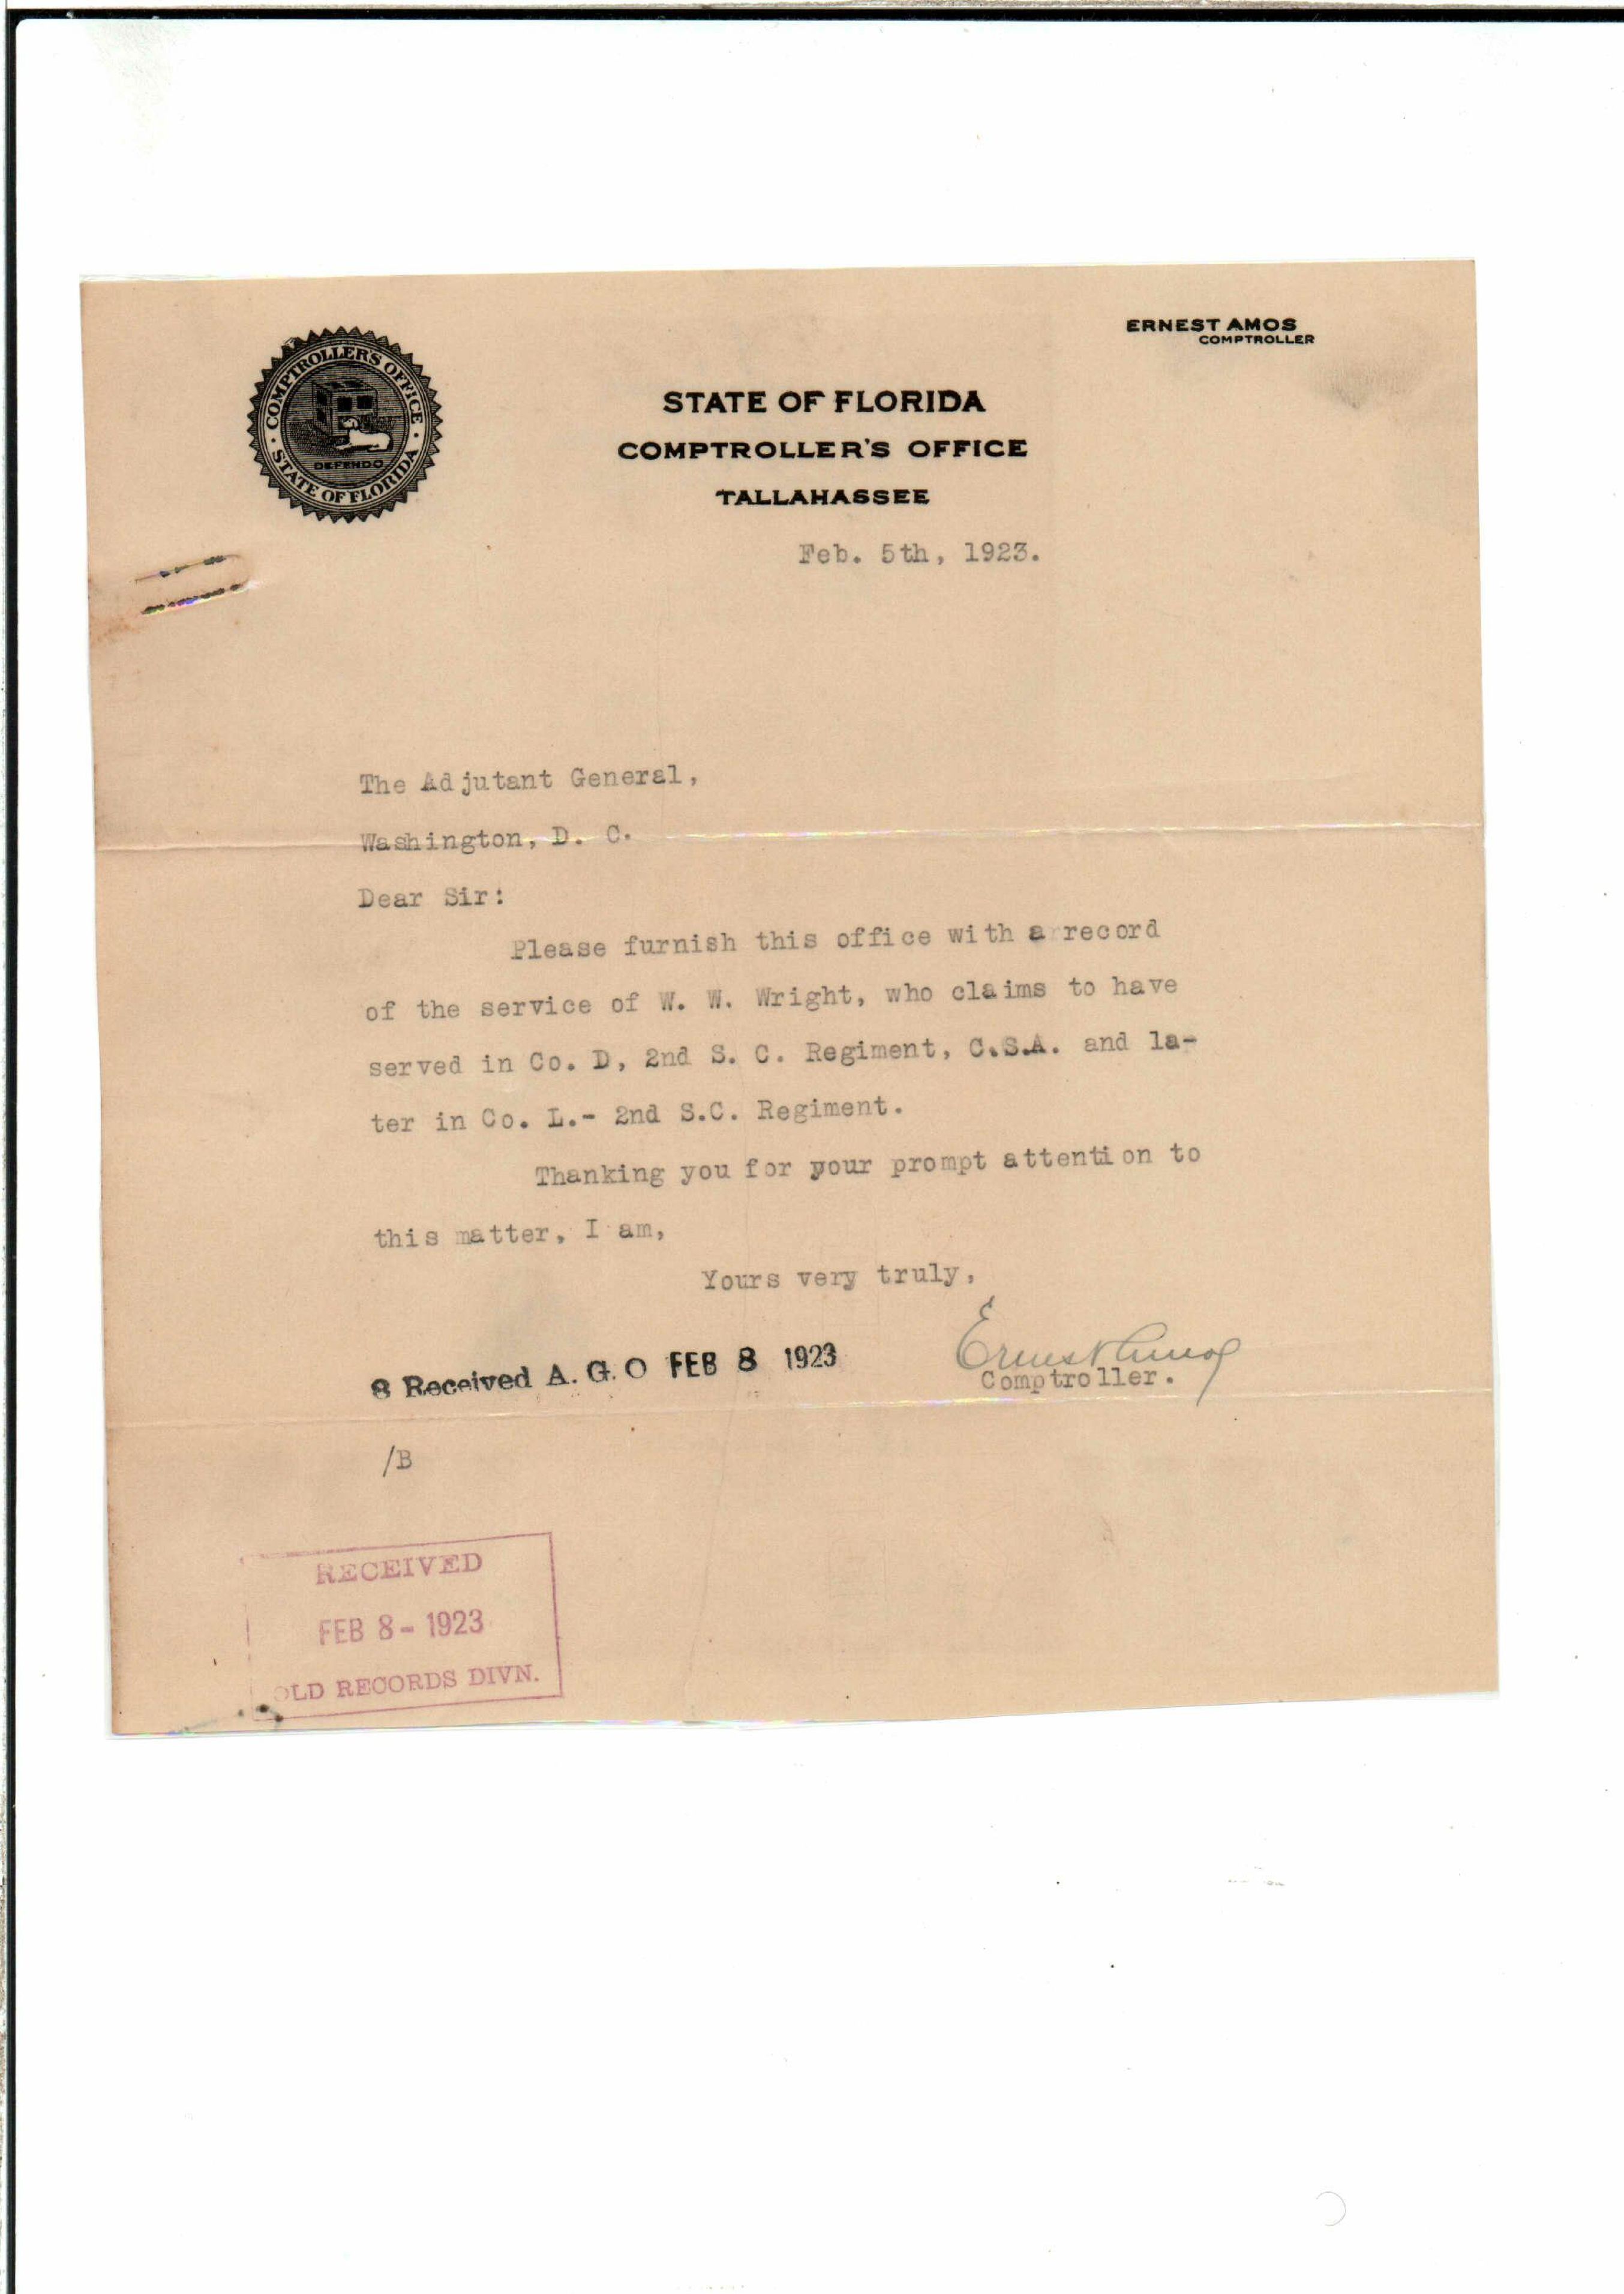 ERNEST AMOS
COMPTROLLER
COMPTROLLERS OFFICE
DEFENDO
STATE OF FLORIDA
STATE OF FLORIDA
COMPTROLLER'S OFFICE
TALLAHASSEE
Feb. 5th, 1923.
The Adjutant General,
Washington, D. C.
Dear Sir:
Please furnish this office with a record
of the service of W. W. Wright, who claims to have
served in Co. D, 2nd S. C. Regiment, C.S.A. and la-
ter in Co. L.- 2nd S.C. Regiment.
Thanking you for your prompt attention to
this matter, I am,
Yours very truly,
Ernest Amos
Comptroller.
8 Received A. G. O FEB 8 1923
/B
RECEIVED
FEB 8 - 1923
OLD RECORDS DIVN.